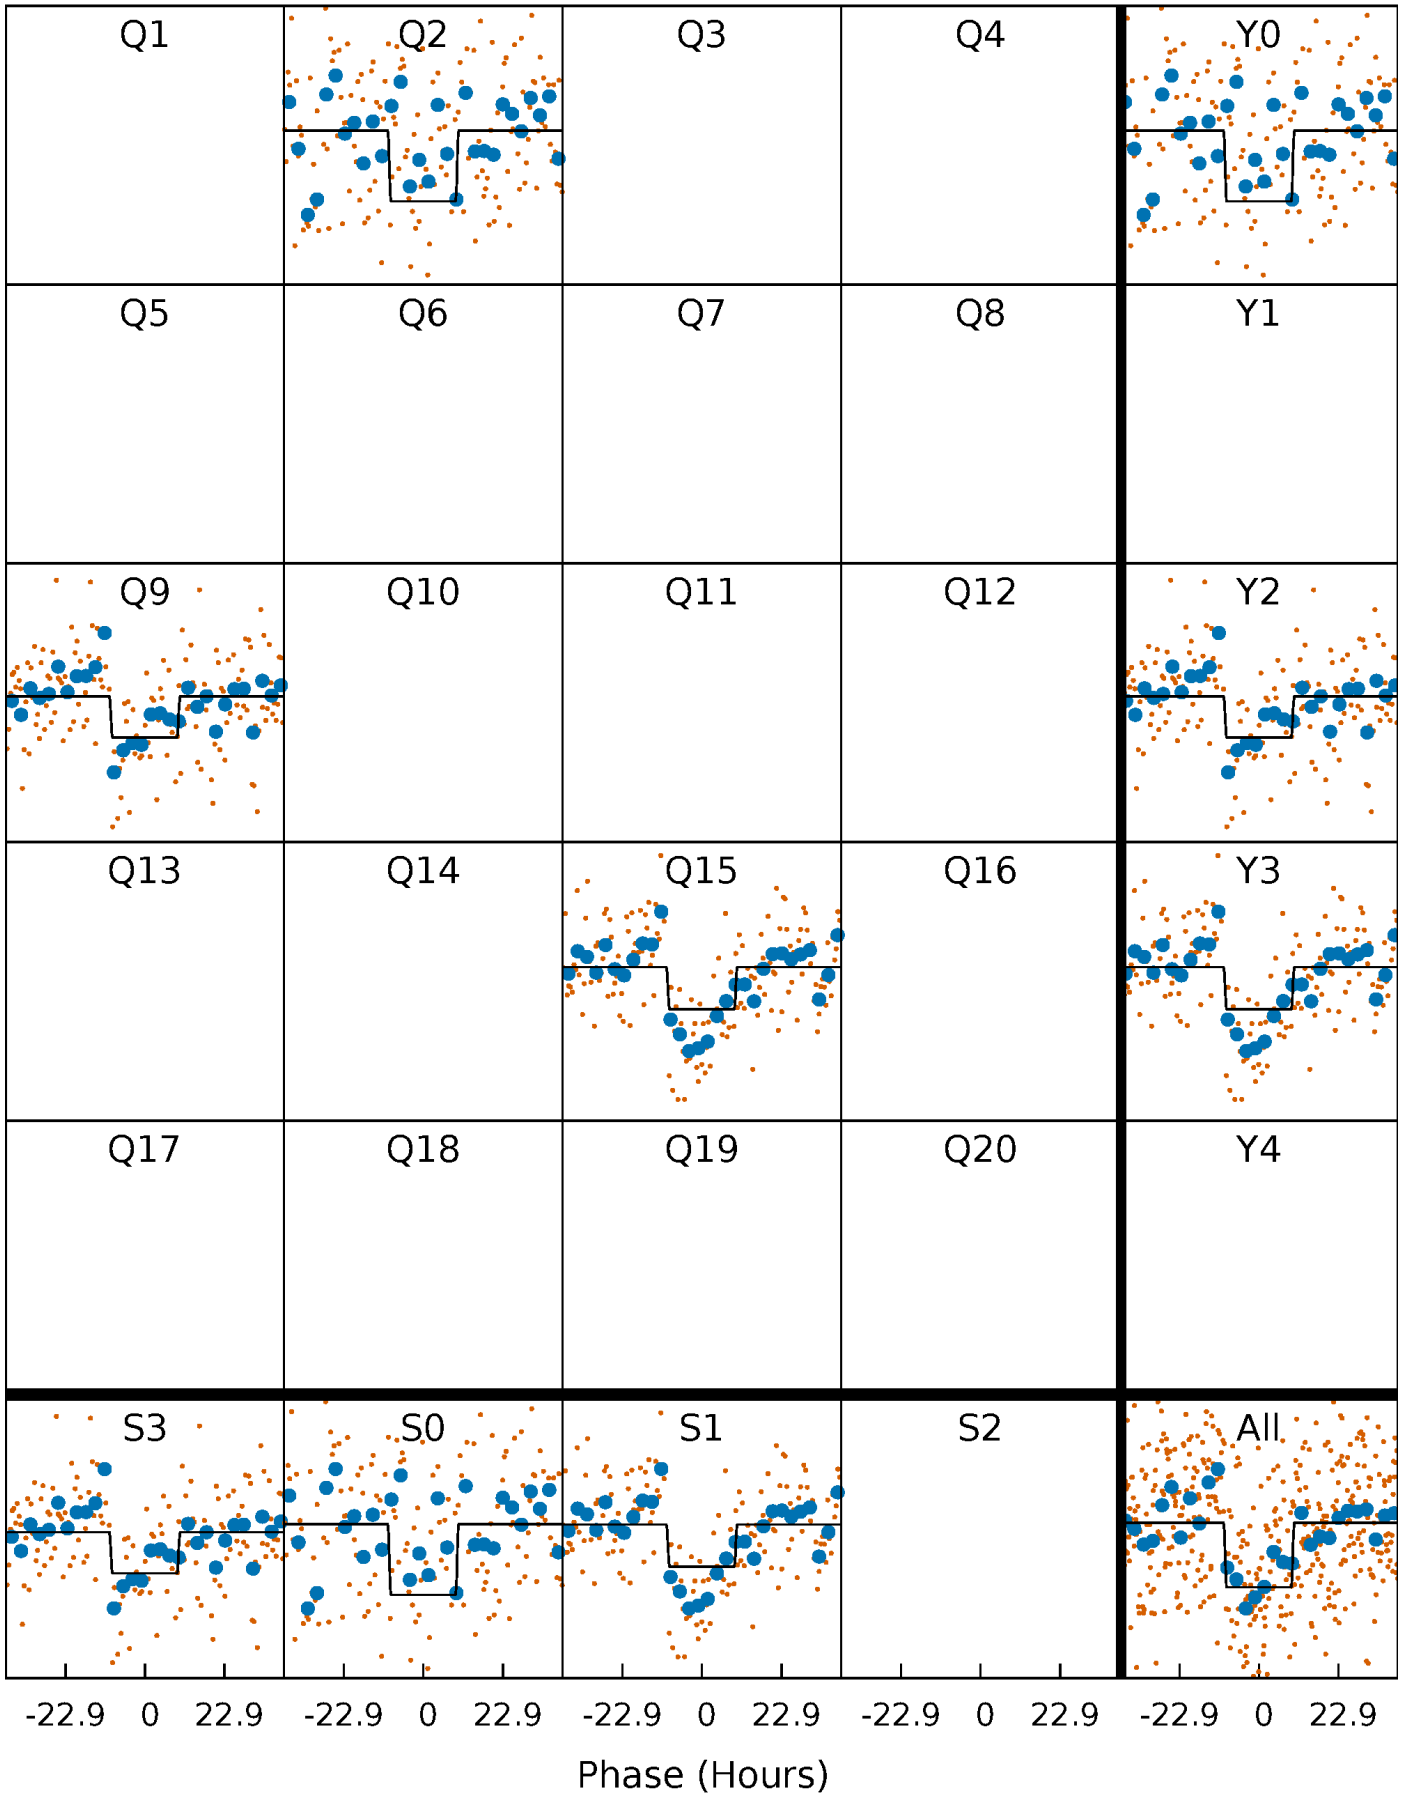 Q1 Q2 Q3 Q4 Y0
Q5 Q6 Q7 Q8 Y1
Q9 Q10 Q11 Q12 Y2
Q13 Q14 Q15 Q16 Y3
Q17 Q18 Q19 Q20 Y4
S3 S0 S1 S2 All
-22.9 0 22.9 -22.9 0 22.9 -22.9 0 22.9 -22.9 0 22.9 -22.9 0 22.9
Phase (Hours)